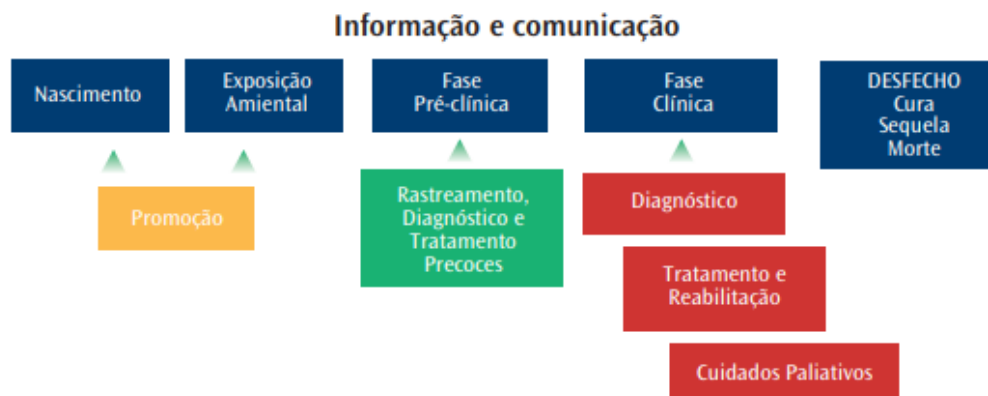 Informação e comunicação
Nascimento
Exposição
Amiental
Fase
Pré-clínica
Fase
Clínica
DESFECHO
Cura
Sequela
Morte
Promoção
Rastreamento,
Diagnóstico e
Tratamento
Precoces
Diagnóstico
Tratamento e
Reabilitação
Cuidados Paliativos